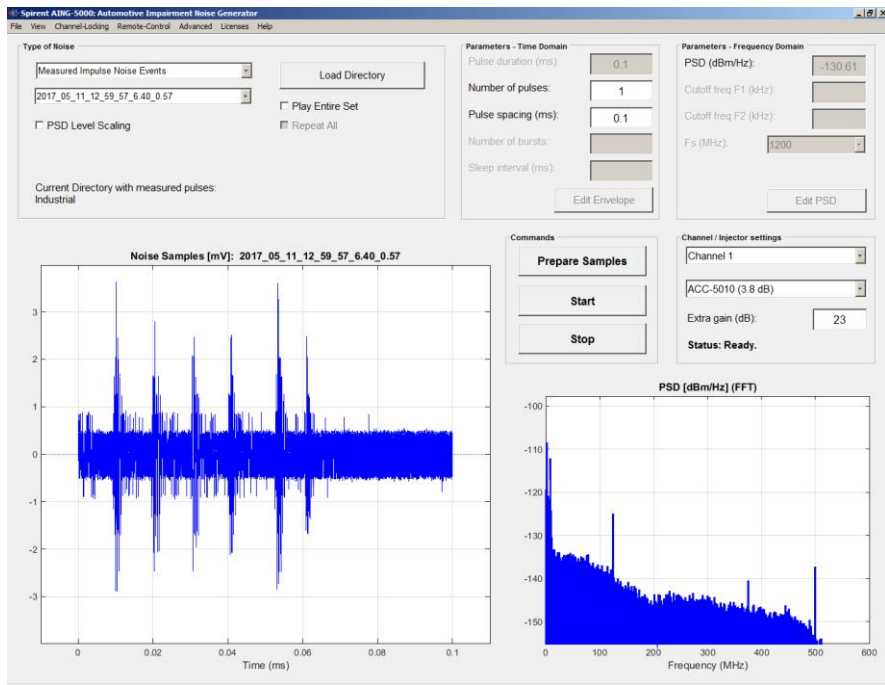 Spirent AING-5000: Automotive Impairment Noise Generator
File View Channel-Locking Remote-Control Advanced Licenses Help
Type of Noise
Measured Impulse Noise Events
2017_05_11_12_59_57_6.40_0.57
PSD Level Scaling
Load Directory
Play Entire Set
Repeat All
Current Directory with measured pulses:
Industrial
Parameters - Time Domain
Pulse duration (ms): 0.1
Number of pulses: 1
Pulse spacing (ms): 0.1
Number of bursts:
Sleep interval (ms):
Edit Envelope
Parameters - Frequency Domain
PSD (dBm/Hz): -130.61
Cutoff freq F1 (kHz):
Cutoff freq F2 (kHz):
Fs (MHz): 1200
Edit PSD
Noise Samples [mV]: 2017_05_11_12_59_57_6.40_0.57
3
2
1
0
-1
-2
-3
0 0.02 0.04 0.06 0.08 0.1
Time (ms)
Commands
Prepare Samples
Start
Stop
Channel / Injector settings
Channel 1
ACC-5010 (3.8 dB)
Extra gain (dB): 23
Status: Ready.
PSD [dBm/Hz] (FFT)
-100
-110
-120
-130
-140
-150
0 100 200 300 400 500 600
Frequency (MHz)